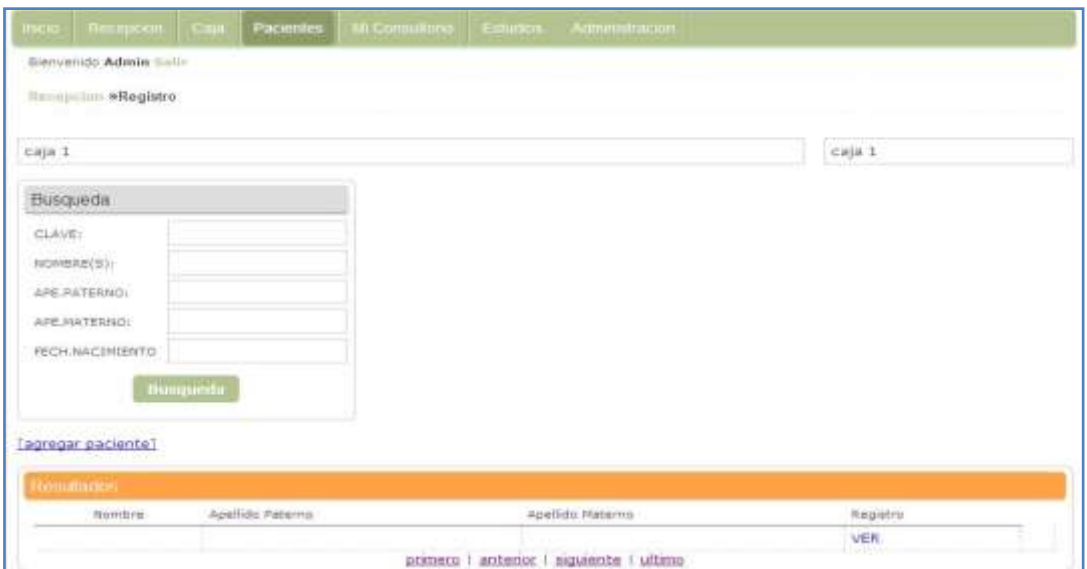 Inicio Recepcion Caja Pacientes Mi Consultorio Estudios Administracion
Bienvenido Admin Salir
Recepcion »Registro
caja 1 caja 1
Busqueda
CLAVE:
NOMBRE(S):
APE.PATERNO:
APE.MATERNO:
FECH.NACIMIENTO
Busqueda
[agregar paciente]
Resultados
Nombre Apellido Paterno Apellido Materno Registro
VER
primero | anterior | siguiente | ultimo